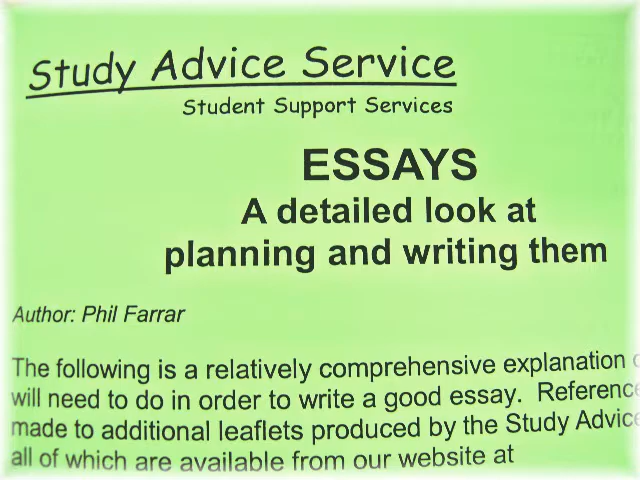 Study Advice Service
Student Support Services
ESSAYS
A detailed look at
planning and writing them
Author: Phil Farrar
The following is a relatively comprehensive explanation
will need to do in order to write a good essay. Reference
made to additional leaflets produced by the Study Advice
all of which are available from our website at